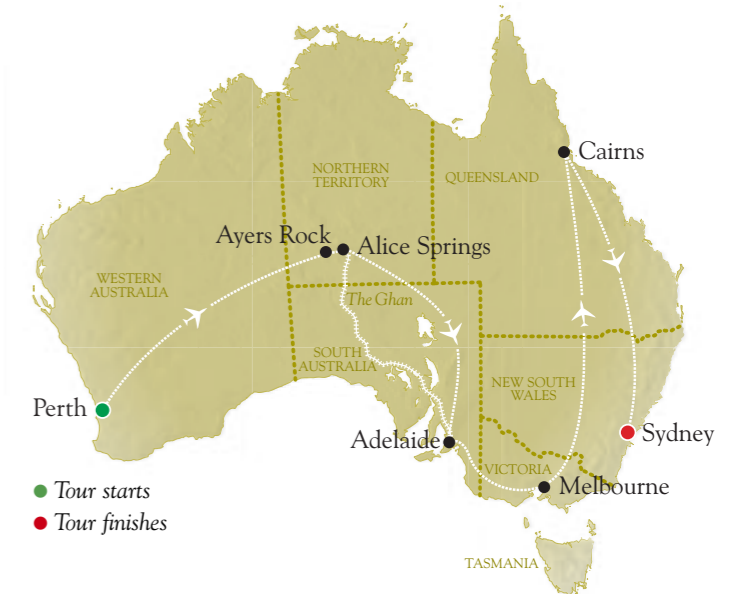 Cairns
NORTHERN
TERRITORY
QUEENSLAND
Ayers Rock
Alice Springs
WESTERN
AUSTRALIA
The Ghan
SOUTH
AUSTRALIA
NEW SOUTH
WALES
Perth
Adelaide
Sydney
VICTORIA
Melbourne
Tour starts
Tour finishes
TASMANIA